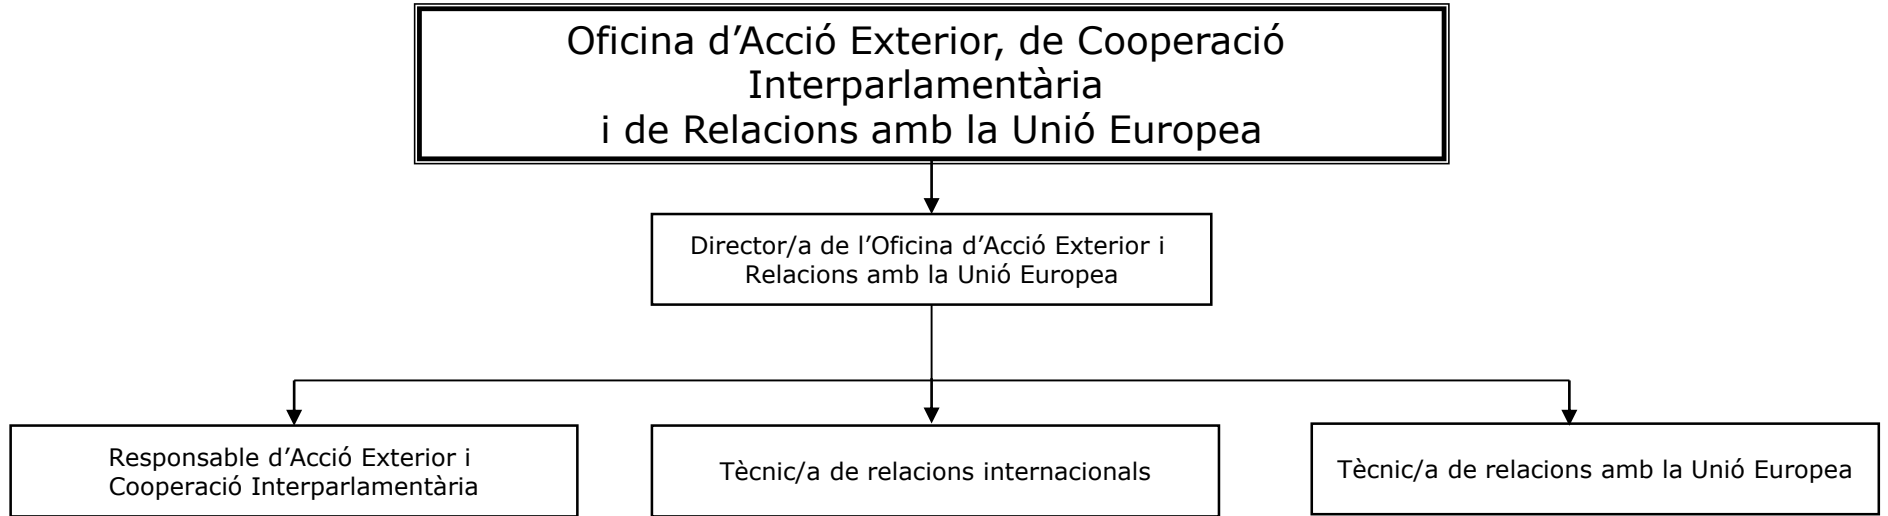 Oficina d’Acció Exterior, de Cooperació
Interparlamentària
i de Relacions amb la Unió Europea
Director/a de l’Oficina d’Acció Exterior i
Relacions amb la Unió Europea
Responsable d’Acció Exterior i
Cooperació Interparlamentària
Tècnic/a de relacions internacionals
Tècnic/a de relacions amb la Unió Europea